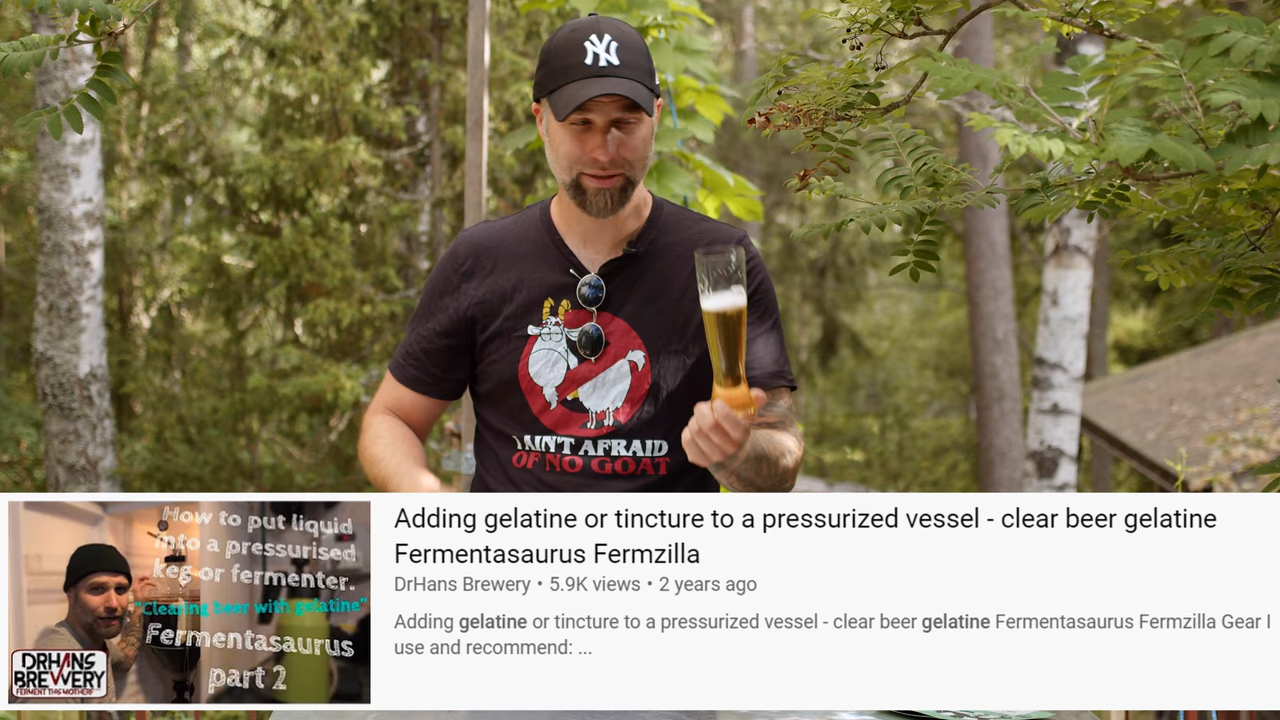 NY
I AIN'T AFRAID
OF NO GOAT
How to put liquid
into a pressurised
keg or fermenter.
"Clearing beer with gelatine"
Fermentasaurus
part 2
DRHANS
BREWERY
FERMENT THIS MOTHER!
Adding gelatine or tincture to a pressurized vessel - clear beer gelatine
Fermentasaurus Fermzilla
DrHans Brewery • 5.9K views • 2 years ago
Adding gelatine or tincture to a pressurized vessel - clear beer gelatine Fermentasaurus Fermzilla Gear I
use and recommend: ...